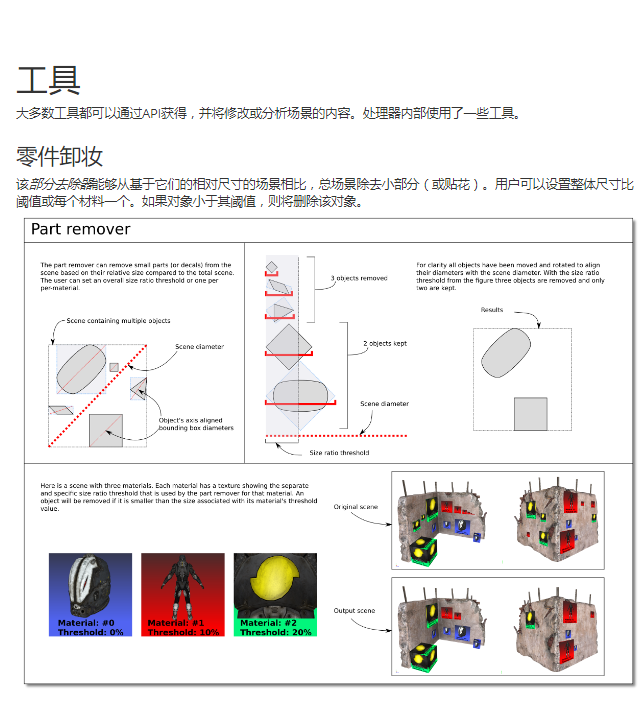 工具
大多数工具都可以通过API获得，并将修改或分析场景的内容。处理器内部使用了一些工具。
零件卸妆
该部分去除器能够从基于它们的相对尺寸的场景相比，总场景除去小部分（或贴花）。用户可以设置整体尺寸比
阈值或每个材料一个。如果对象小于其阈值，则将删除该对象。
Part remover
The part remover can remove small parts (or decals) from the
scene based on their relative size compared to the total scene.
The user can set an overall size ratio threshold or one per
per-material.
Scene containing multiple objects
Scene diameter
Object's axis aligned
bounding box diameters
3 objects removed
2 objects kept
Scene diameter
Size ratio threshold
For clarity all objects have been moved and rotated to align
their diameters with the scene diameter. With the size ratio
threshold from the figure three objects are removed and only
two are kept.
Results
Here is a scene with three materials. Each material has a texture showing the separate
and specific size ratio threshold that is used by the part remover for that material. An
object will be removed if it is smaller than the size associated with its material's threshold
value.
Material: #0
Threshold: 0%
Material: #1
Threshold: 10%
Material: #2
Threshold: 20%
Original scene
Output scene